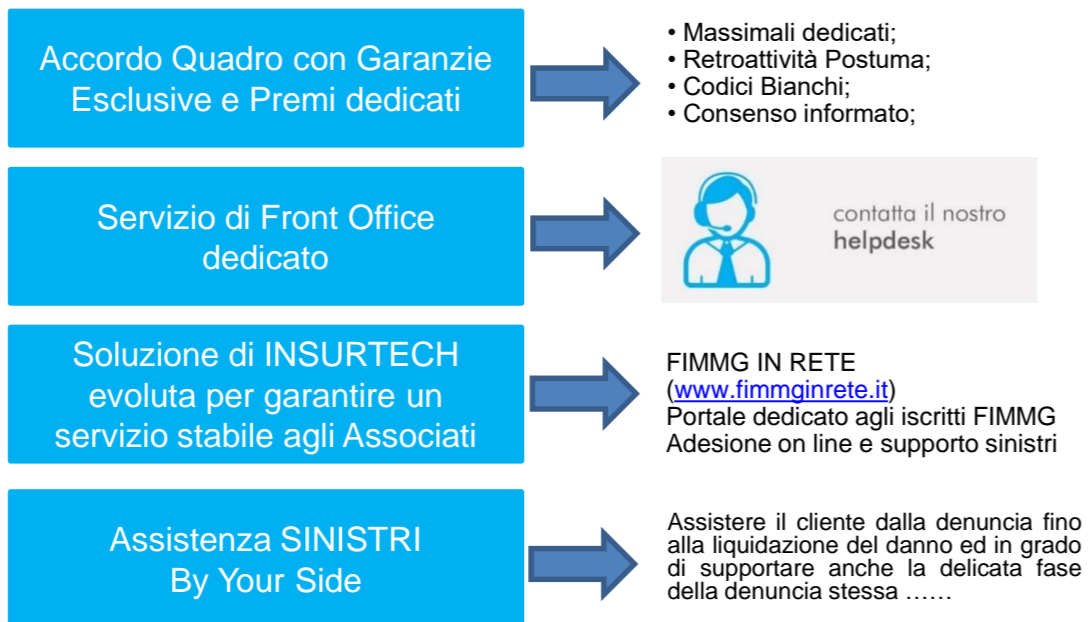 Accordo Quadro con Garanzie
Esclusive e Premi dedicati
• Massimali dedicati;
• Retroattività Postuma;
• Codici Bianchi;
• Consenso informato;
Servizio di Front Office
dedicato
contatta il nostro
helpdesk
Soluzione di INSURTECH
evoluta per garantire un
servizio stabile agli Associati
FIMMG IN RETE
(www.fimmginrete.it)
Portale dedicato agli iscritti FIMMG
Adesione on line e supporto sinistri
Assistenza SINISTRI
By Your Side
Assistere il cliente dalla denuncia fino
alla liquidazione del danno ed in grado
di supportare anche la delicata fase
della denuncia stessa ……